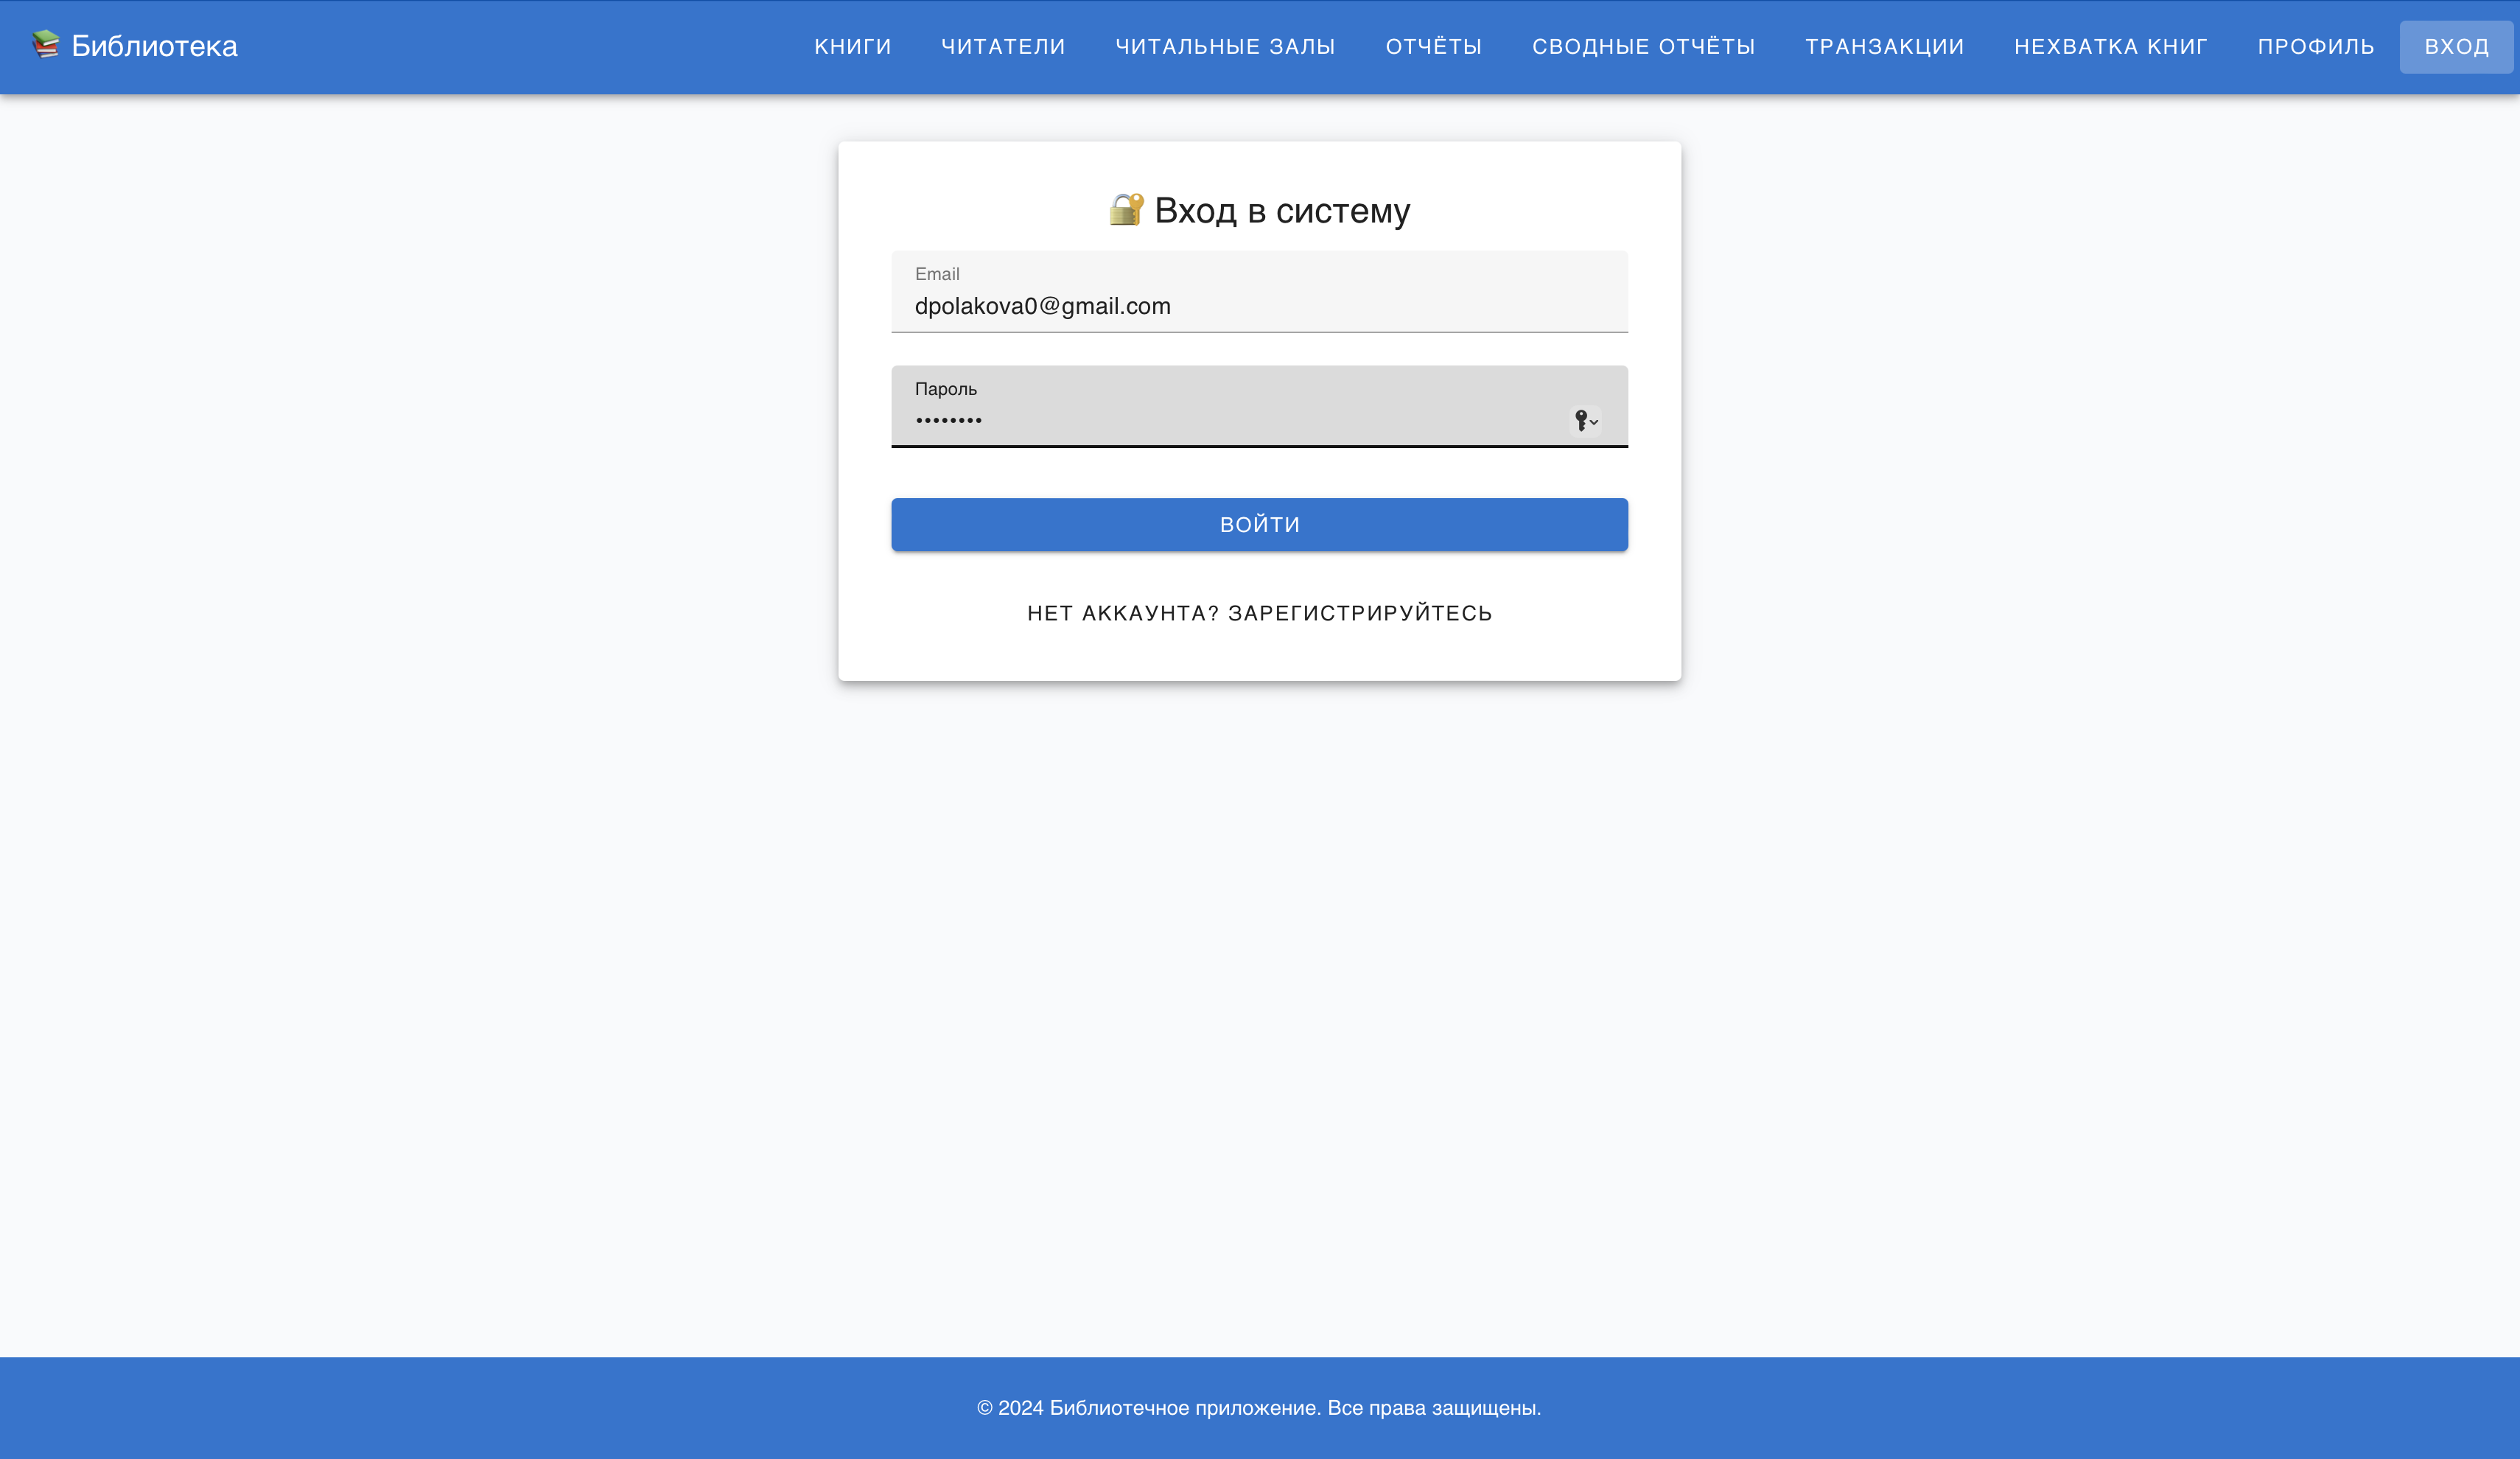 Библиотека
КНИГИ ЧИТАТЕЛИ ЧИТАЛЬНЫЕ ЗАЛЫ ОТЧЁТЫ СВОДНЫЕ ОТЧЁТЫ ТРАНЗАКЦИИ НЕХВАТКА КНИГ ПРОФИЛЬ ВХОД
Вход в систему
Email
dpolakova0@gmail.com
Пароль
••••••••
ВОЙТИ
НЕТ АККАУНТА? ЗАРЕГИСТРИРУЙТЕСЬ
© 2024 Библиотечное приложение. Все права защищены.